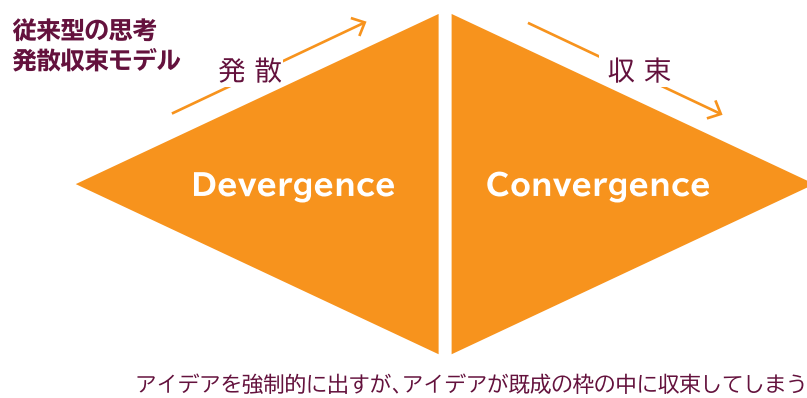 従来型の思考
発散収束モデル
発散
収束
Devergence
Convergence
アイデアを強制的に出すが、アイデアが既成の枠の中に収束してしまう